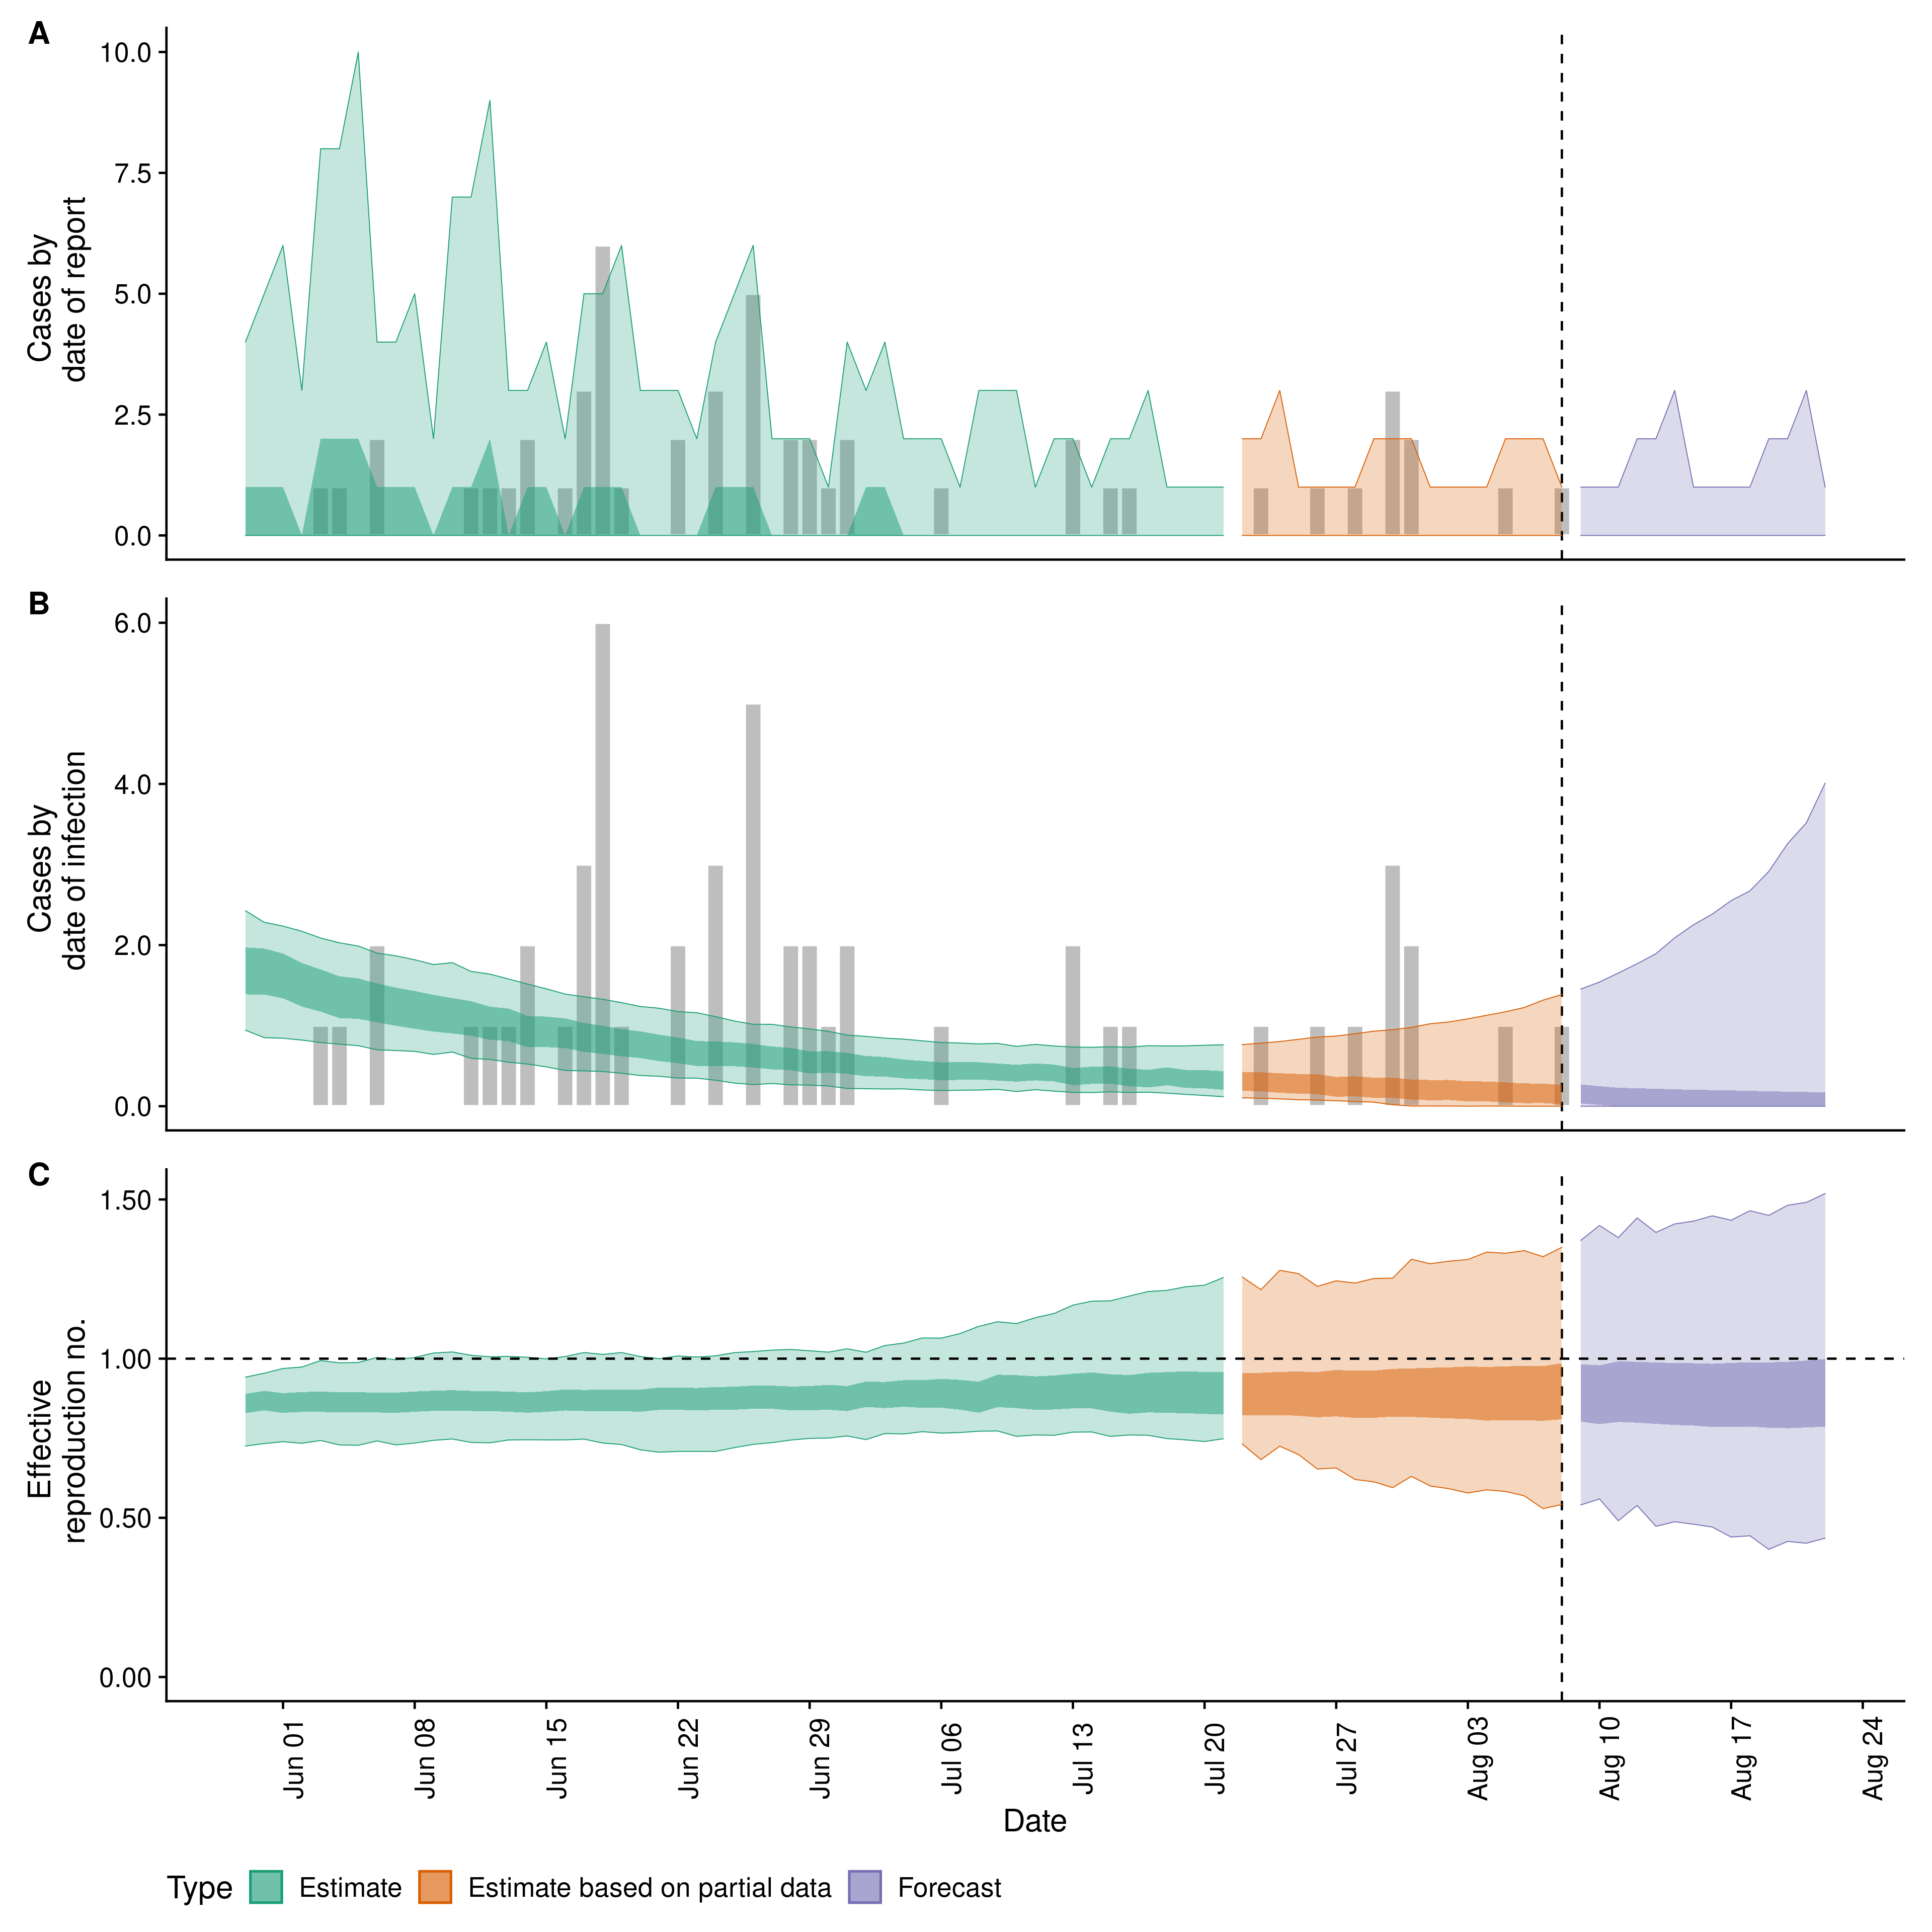 A
10.0
7.5
5.0
2.5
0.0
Cases by
date of report
B
6.0
4.0
2.0
0.0
Cases by
date of infection
C
1.50
1.00
0.50
0.00
Effective
reproduction no.
Jun 01
Jun 08
Jun 15
Jun 22
Jun 29
Jul 06
Jul 13
Jul 20
Jul 27
Aug 03
Aug 10
Aug 17
Aug 24
Date
Type Estimate Estimate based on partial data Forecast